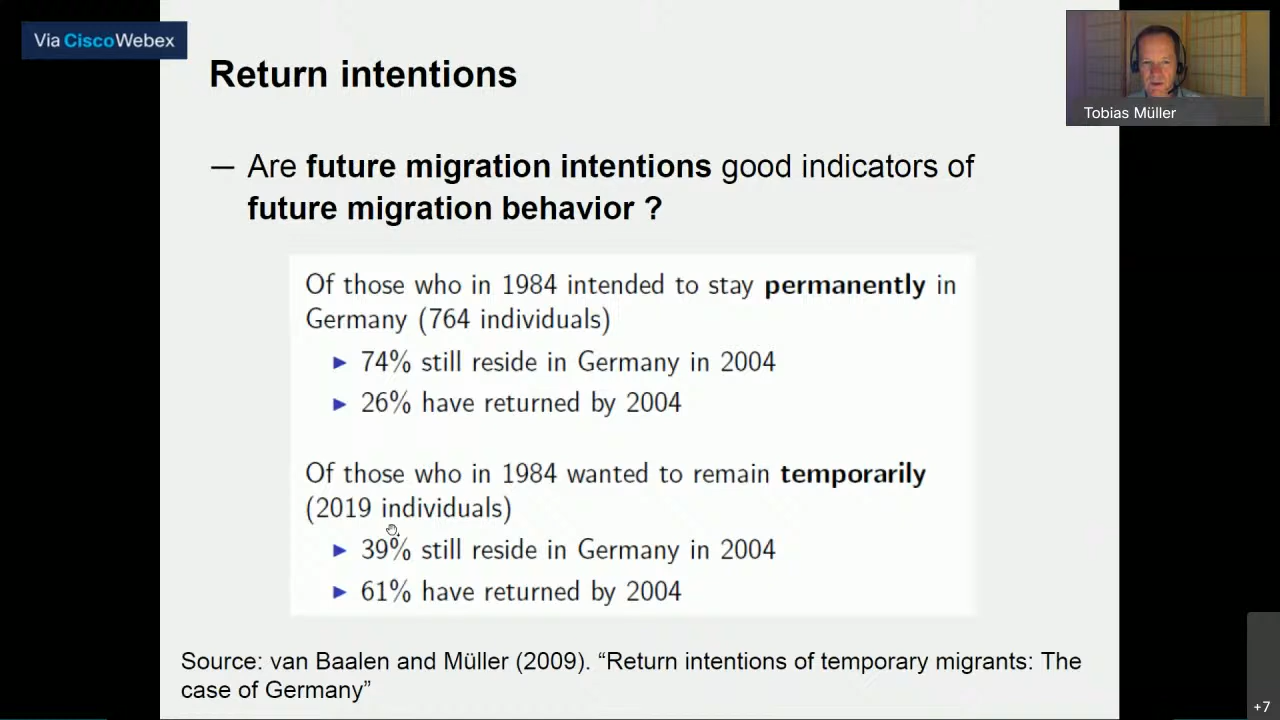 Via CiscoWebex
Return intentions
Tobias Müller
— Are future migration intentions good indicators of
future migration behavior ?
Of those who in 1984 intended to stay permanently in
Germany (764 individuals)
▶ 74% still reside in Germany in 2004
▶ 26% have returned by 2004
Of those who in 1984 wanted to remain temporarily
(2019 individuals)
▶ 39% still reside in Germany in 2004
▶ 61% have returned by 2004
Source: van Baalen and Müller (2009). “Return intentions of temporary migrants: The
case of Germany”
+7